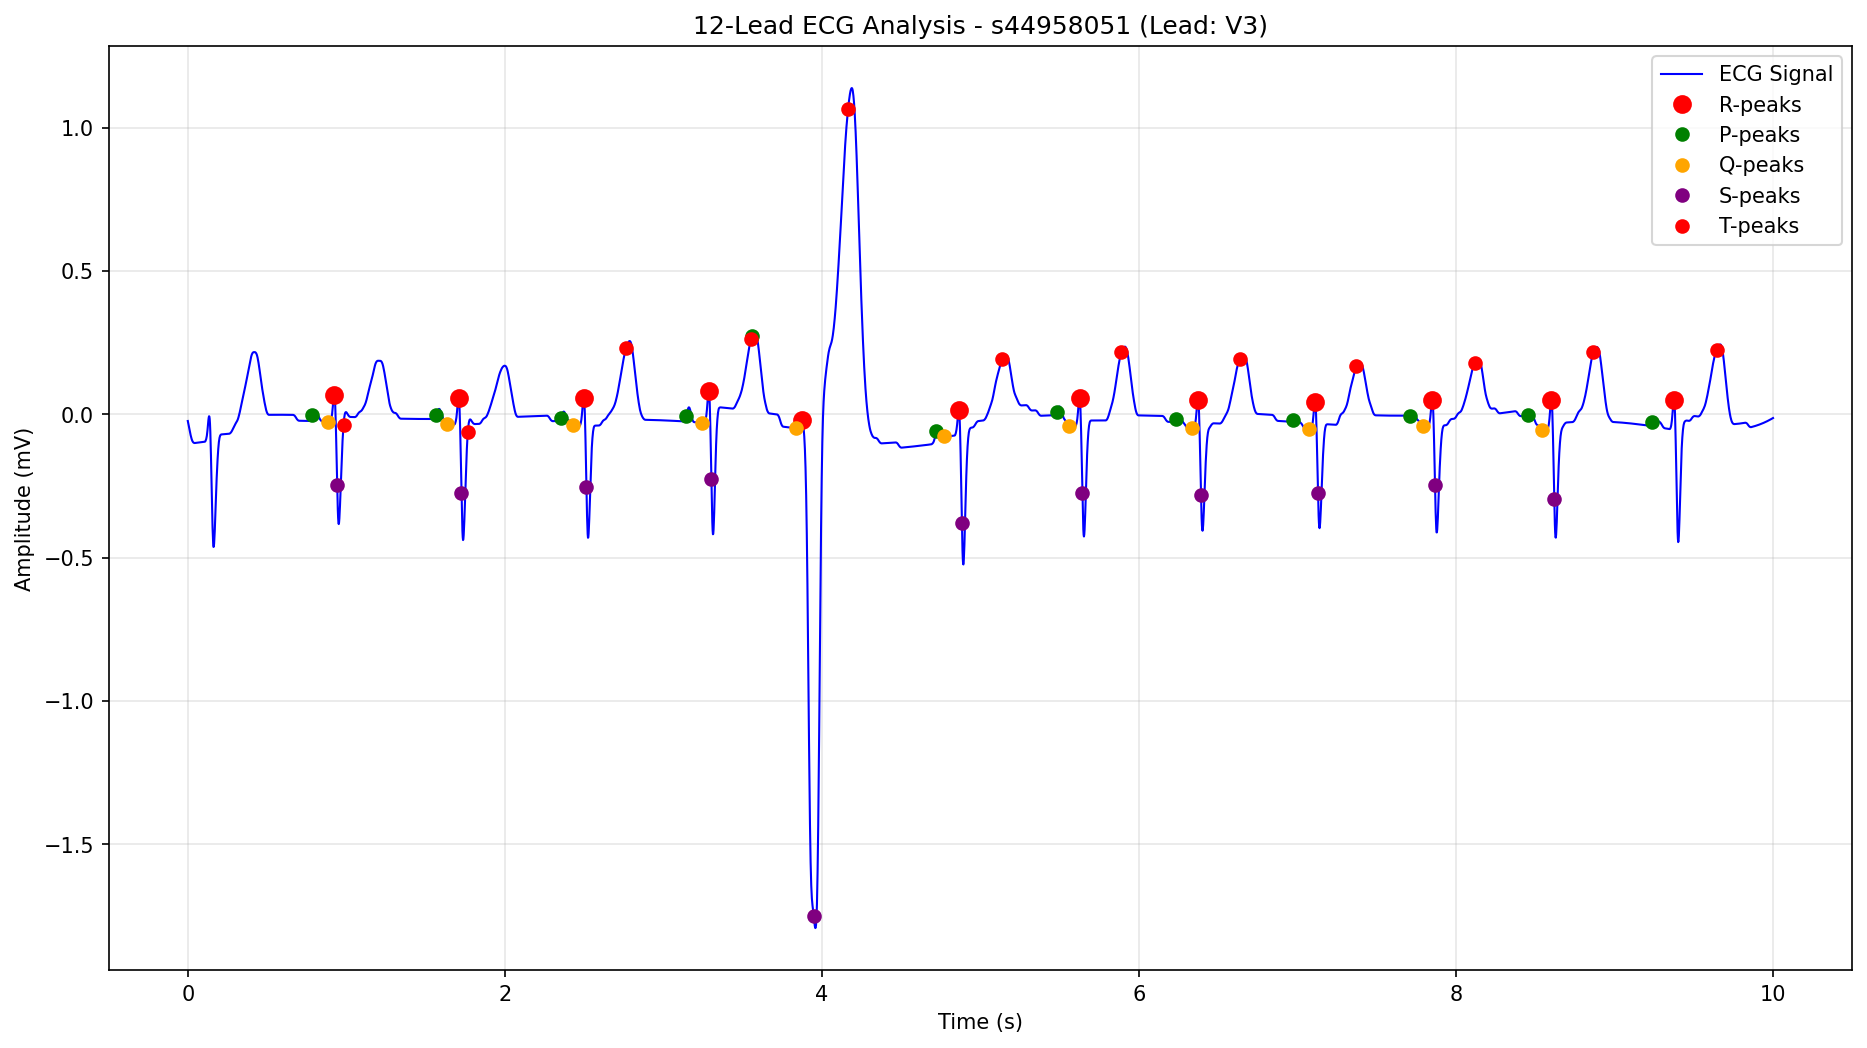 12-Lead ECG Analysis - s44958051 (Lead: V3)
ECG Signal
R-peaks
P-peaks
Q-peaks
S-peaks
T-peaks
Amplitude (mV)
1.0
0.5
0.0
−0.5
−1.0
−1.5
0
2
4
6
8
10
Time (s)